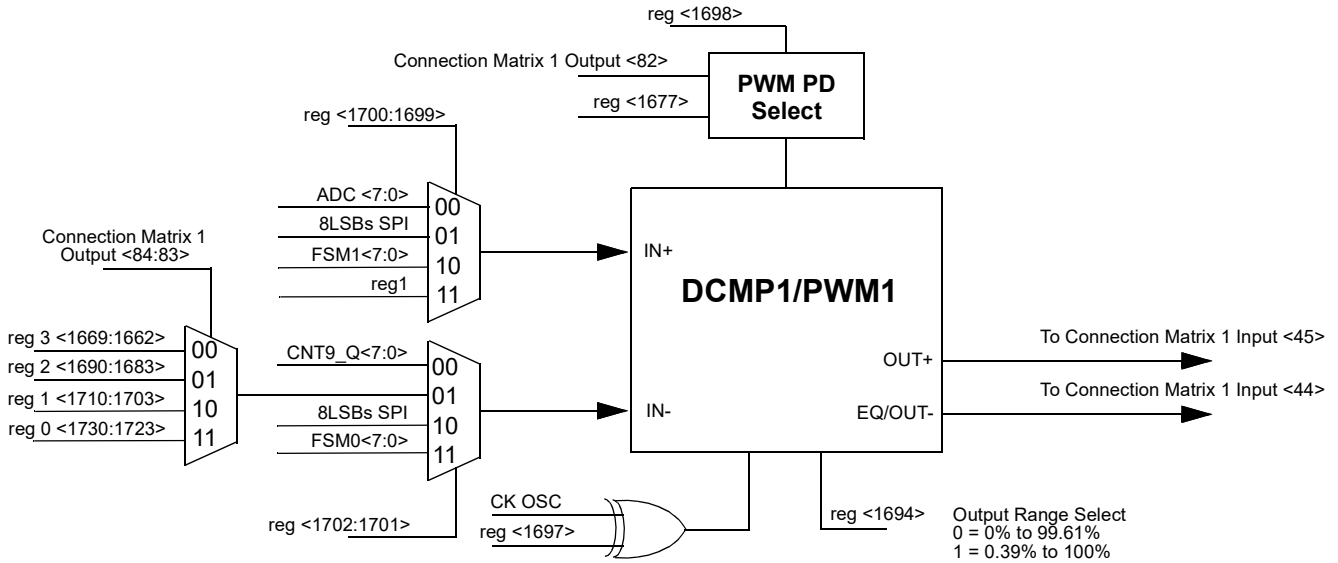 reg <1698>
Connection Matrix 1 Output <82>
reg <1677>
PWM PD
Select
reg <1700:1699>
ADC <7:0>
8LSBs SPI
FSM1<7:0>
reg1
00
01
10
11
Connection Matrix 1
Output <84:83>
reg 3 <1669:1662>
reg 2 <1690:1683>
reg 1 <1710:1703>
reg 0 <1730:1723>
00
01
10
11
CNT9_Q<7:0>
8LSBs SPI
FSM0<7:0>
00
01
10
11
reg <1702:1701>
IN+
DCMP1/PWM1
IN-
OUT+
EQ/OUT-
To Connection Matrix 1 Input <45>
To Connection Matrix 1 Input <44>
CK OSC
reg <1697>
reg <1694>
Output Range Select
0 = 0% to 99.61%
1 = 0.39% to 100%